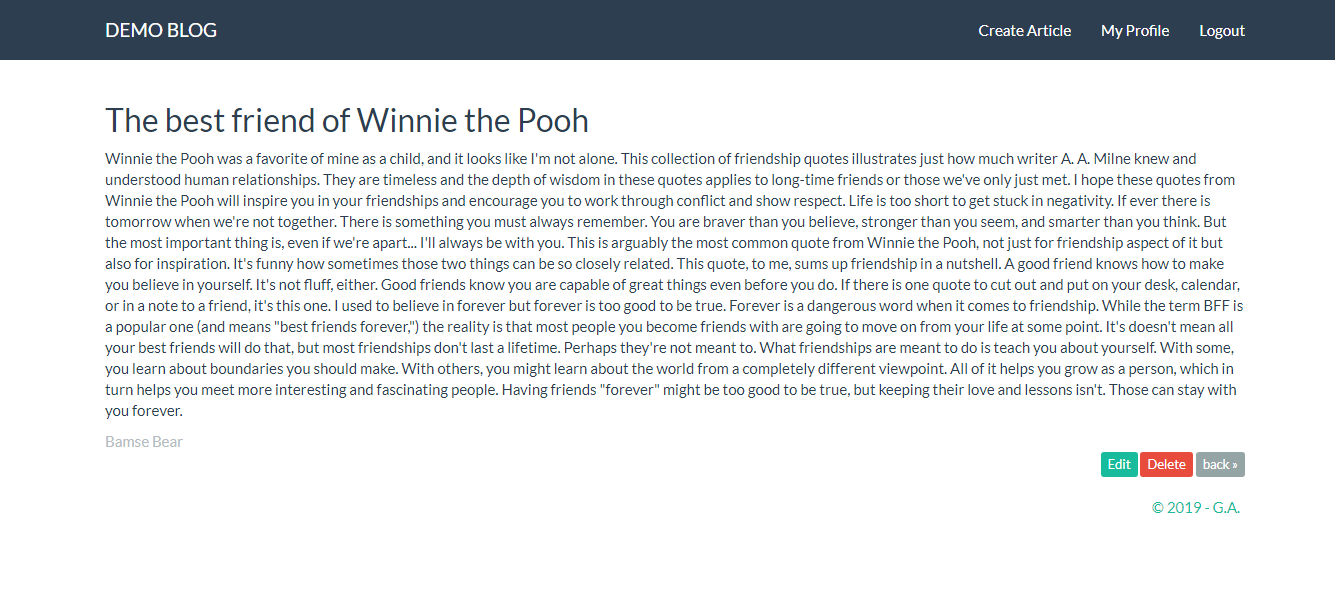 DEMO BLOG
Create Article
My Profile
Logout
The best friend of Winnie the Pooh
Winnie the Pooh was a favorite of mine as a child, and it looks like I'm not alone. This collection of friendship quotes illustrates just how much writer A. A. Milne knew and
understood human relationships. They are timeless and the depth of wisdom in these quotes applies to long-time friends or those we've only just met. I hope these quotes from
Winnie the Pooh will inspire you in your friendships and encourage you to work through conflict and show respect. Life is too short to get stuck in negativity. If ever there is
tomorrow when we're not together. There is something you must always remember. You are braver than you believe, stronger than you seem, and smarter than you think. But
the most important thing is, even if we're apart... I'll always be with you. This is arguably the most common quote from Winnie the Pooh, not just for friendship aspect of it but
also for inspiration. It's funny how sometimes those two things can be so closely related. This quote, to me, sums up friendship in a nutshell. A good friend knows how to make
you believe in yourself. It's not fluff, either. Good friends know you are capable of great things even before you do. If there is one quote to cut out and put on your desk, calendar,
or in a note to a friend, it's this one. I used to believe in forever but forever is too good to be true. Forever is a dangerous word when it comes to friendship. While the term BFF is
a popular one (and means "best friends forever,") the reality is that most people you become friends with are going to move on from your life at some point. It's doesn't mean all
your best friends will do that, but most friendships don't last a lifetime. Perhaps they're not meant to. What friendships are meant to do is teach you about yourself. With some,
you learn about boundaries you should make. With others, you might learn about the world from a completely different viewpoint. All of it helps you grow as a person, which in
turn helps you meet more interesting and fascinating people. Having friends "forever" might be too good to be true, but keeping their love and lessons isn't. Those can stay with
you forever.
Bamse Bear
Edit
Delete
back »
© 2019 - G.A.